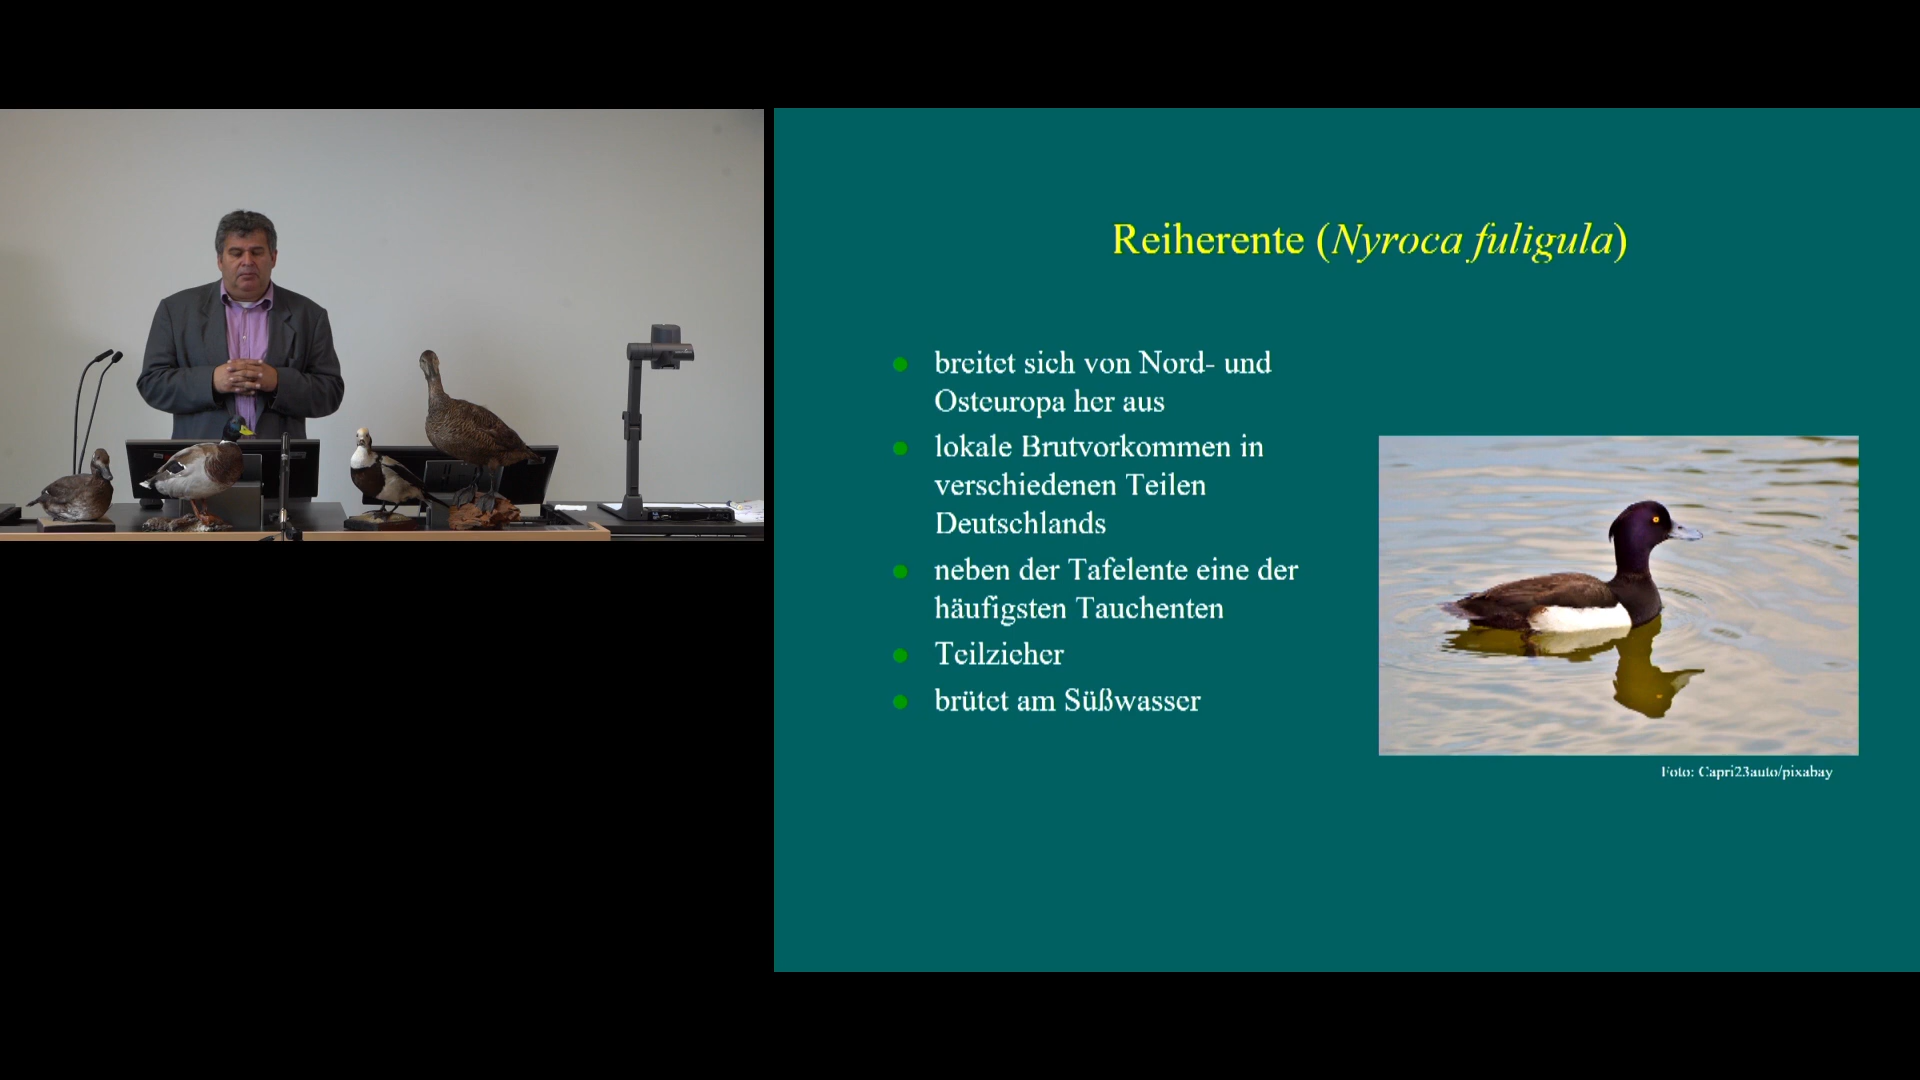 Reiherente (Nyroca fuligula)
breitet sich von Nord- und
Osteuropa her aus
lokale Brutvorkommen in
verschiedenen Teilen
Deutschlands
neben der Tafelente eine der
häufigsten Tauchenten
Teilzieher
brütet am Süßwasser
Foto: Capri23auto/pixabay